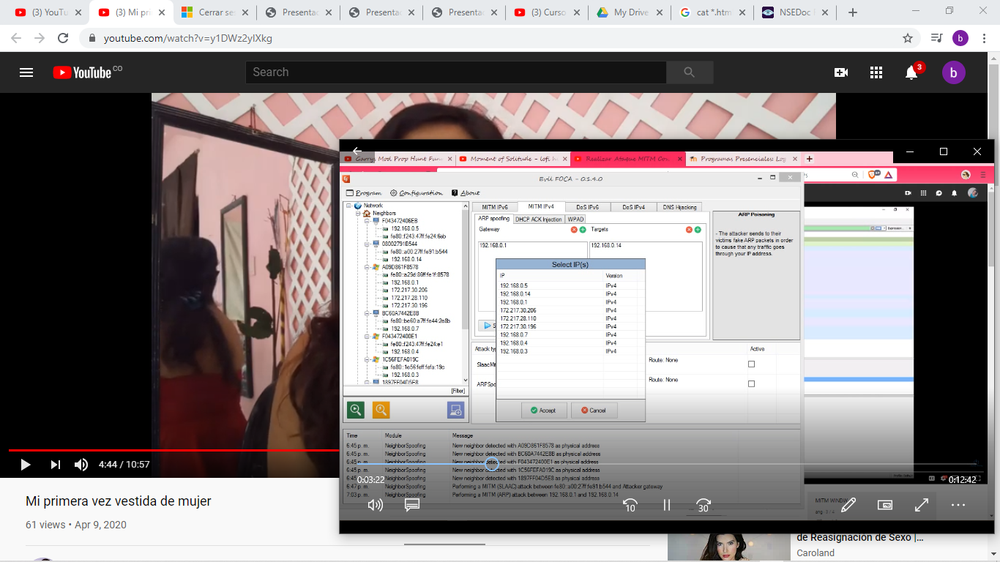 (3) YouTu
(3) Mi pri
Cerrar se
Presentac
Presentac
Presentac
(3) Curso
My Drive
cat *.htm
NSEDoc
youtube.com/watch?v=y1DWz2yIXkg
b
YouTube CO
Search
3
b
Garrys Mod Prop Hunt Fun
Moment of Solitude - lofi h
Realizar Ataque MITM Con
Programas Presenciales: Log
Evil FOCA - 0.1.4.0
Program Configuration About
Network
Neighbors
F043472406EB
192.168.0.5
fe80::f243:47ff:fe24:6eb
08002791B544
fe80::a00:27ff:fe91:b544
192.168.0.14
A09D861F8578
fe80::a29d:86ff:fe1f:8578
192.168.0.1
172.217.30.206
172.217.28.110
172.217.30.196
BC60A7442E8B
fe80::be60:a7ff:fe44:2e8b
192.168.0.7
F043472400E1
fe80::f243:47ff:fe24:e1
192.168.0.4
1C56FEFA019C
fe80::1e56:feff:fefa:19c
192.168.0.3
1897FF04D5E8
[Filter]
MITM IPv6 MITM IPv4 DoS IPv6 DoS IPv4 DNS Hijacking
ARP spoofing DHCP ACK Injection WPAD
Gateway Targets
192.168.0.1 192.168.0.14
Select IP(s)
IP Version
192.168.0.5 IPv4
192.168.0.14 IPv4
192.168.0.1 IPv4
172.217.30.206 IPv4
172.217.28.110 IPv4
172.217.30.196 IPv4
192.168.0.7 IPv4
192.168.0.4 IPv4
192.168.0.3 IPv4
Accept Cancel
ARP Poisoning
- The attacker sends to their
victims fake ARP packets in order
to cause that any traffic goes
through your IP address.
Attack ty Active
SlaacMi Route: None
ARPSpo Route: None
Time Module Message
6:45 p. m. NeighborSpoofing New neighbor detected with A09D861F8578 as physical address
6:45 p. m. NeighborSpoofing New neighbor detected with BC60A7442E8B as physical address
6:45 p. m. NeighborSpoofing New neighbor detected with F043472400E1 as physical address
6:45 p. m. NeighborSpoofing New neighbor detected with 1C56FEFA019C as physical address
6:45 p. m. NeighborSpoofing New neighbor detected with 1897FF04D5E8 as physical address
6:47 p. m. Performing a MITM (SLAAC) attack between fe80::a00:27ff:fe91:b544 and Attacker gateway
7:03 p. m. Performing a MITM (ARP) attack between 192.168.0.1 and 192.168.0.14
0:03:22 0:12:42
10 30
MITM WINDOW
4:44 / 10:57
Mi primera vez vestida de mujer
61 views • Apr 9, 2020
de Reasignación de Sexo |...
Caroland